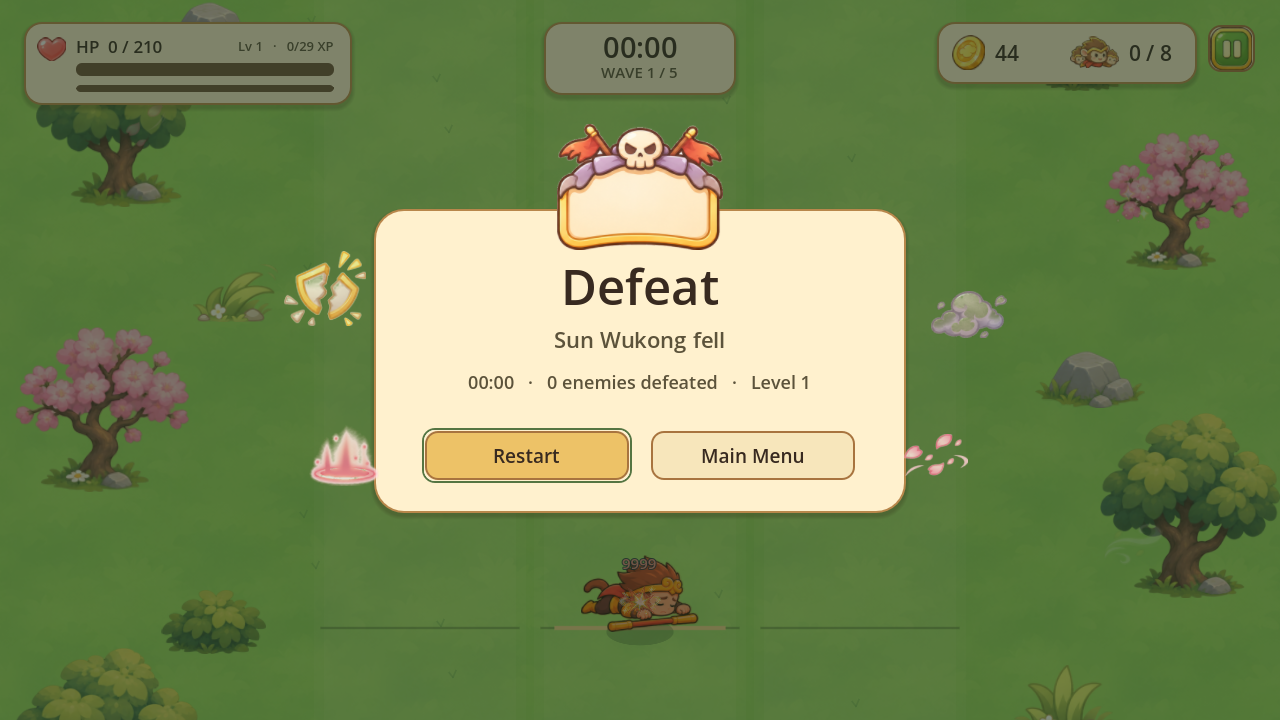 HP 0 / 210
Lv 1 · 0/29 XP
00:00
WAVE 1 / 5
44
0 / 8
Defeat
Sun Wukong fell
00:00 · 0 enemies defeated · Level 1
Restart
Main Menu
9999